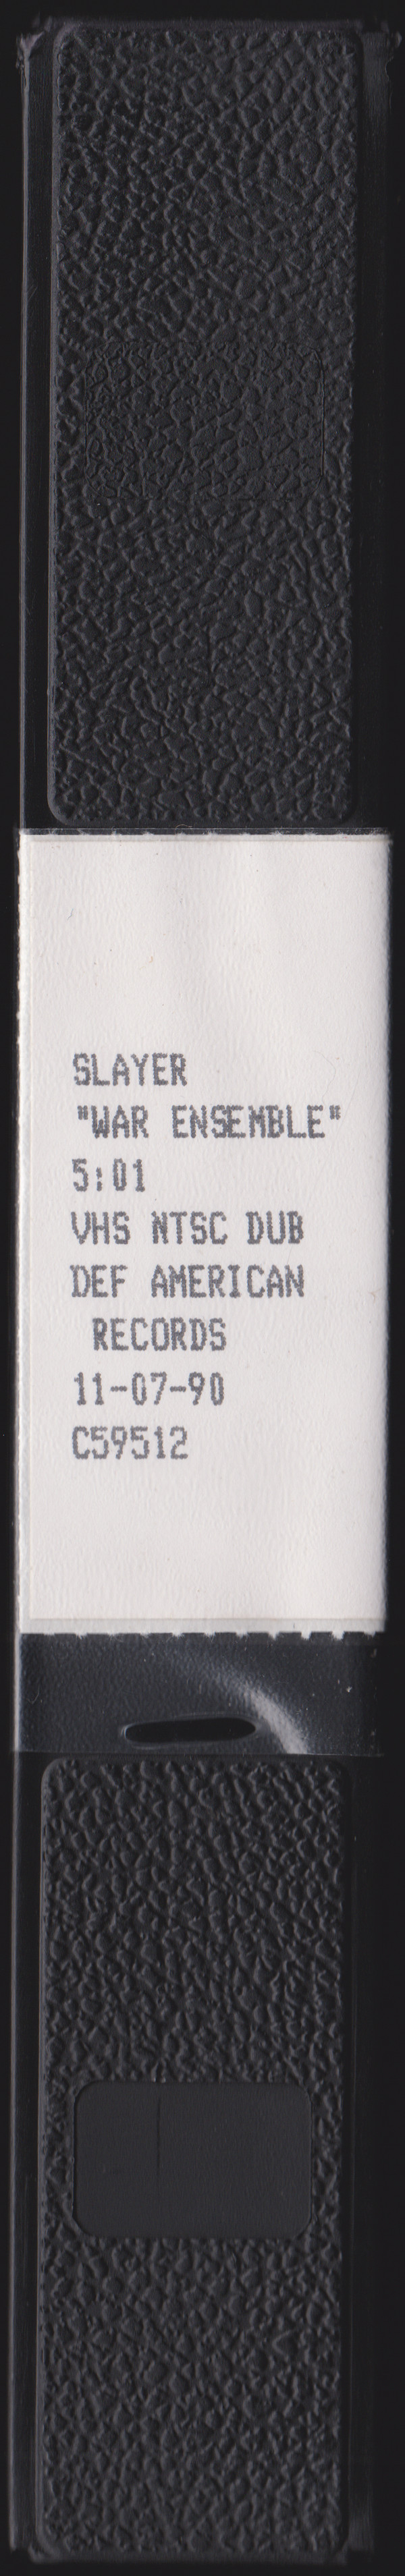 SLAYER
"WAR ENSEMBLE"
5:01
VHS NTSC DUB
DEF AMERICAN
RECORDS
11-07-90
C59512